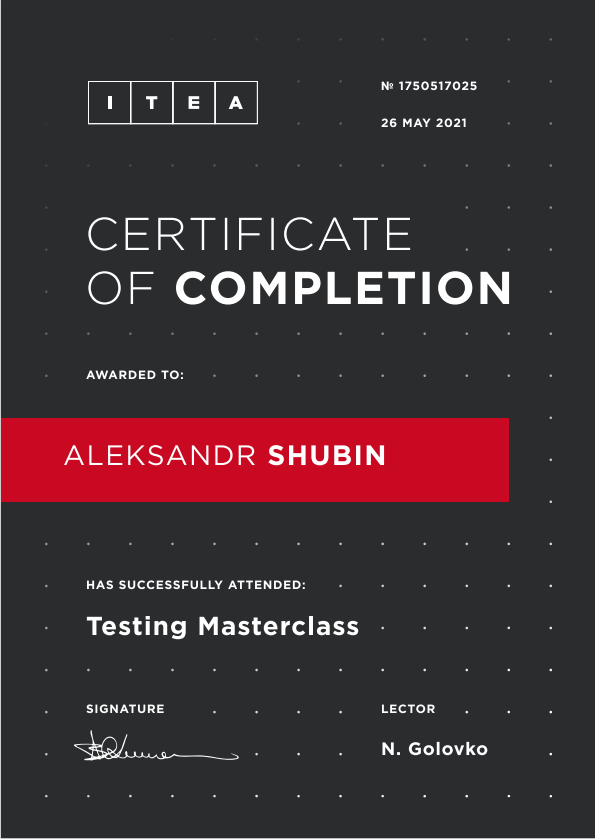 ITEA
№ 1750517025
26 MAY 2021
CERTIFICATE
OF COMPLETION
AWARDED TO:
ALEKSANDR SHUBIN
HAS SUCCESSFULLY ATTENDED:
Testing Masterclass
SIGNATURE
LECTOR
N. Golovko